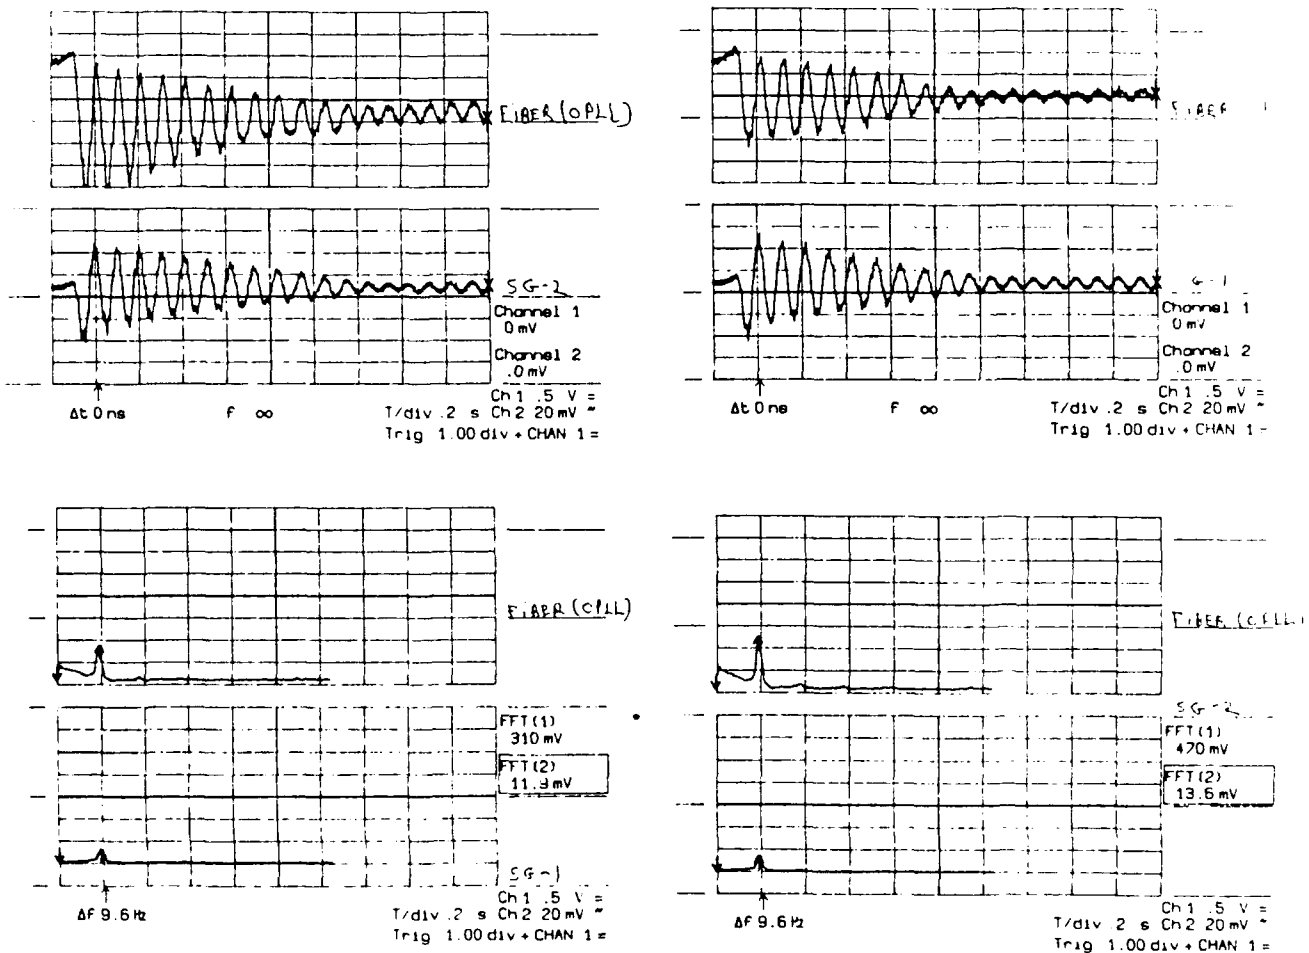 FIBER (OPLL)
SG-2
Channel 1
0 mV
Channel 2
.0 mV
Δt 0 ns f ∞
Ch 1 .5 V =
T/div .2 s Ch 2 20 mV ~
Trig 1.00 div + CHAN 1 =
FIBER
G-1
Channel 1
0 mV
Channel 2
.0 mV
Δt 0 ns f ∞
Ch 1 .5 V =
T/div .2 s Ch 2 20 mV ~
Trig 1.00 div + CHAN 1 -
FIBER (OPLL)
FFT(1)
310 mV
FFT(2)
SG-1
Δf 9.6 Hz
Ch 1 .5 V =
T/div .2 s Ch 2 20 mV ~
Trig 1.00 div + CHAN 1 =
FIBER (OPLL)
SG-2
FFT(1)
470 mV
FFT(2)
13.6 mV
Δf 9.6 Hz
Ch 1 .5 V =
T/div .2 s Ch 2 20 mV ~
Trig 1.00 div + CHAN 1 =